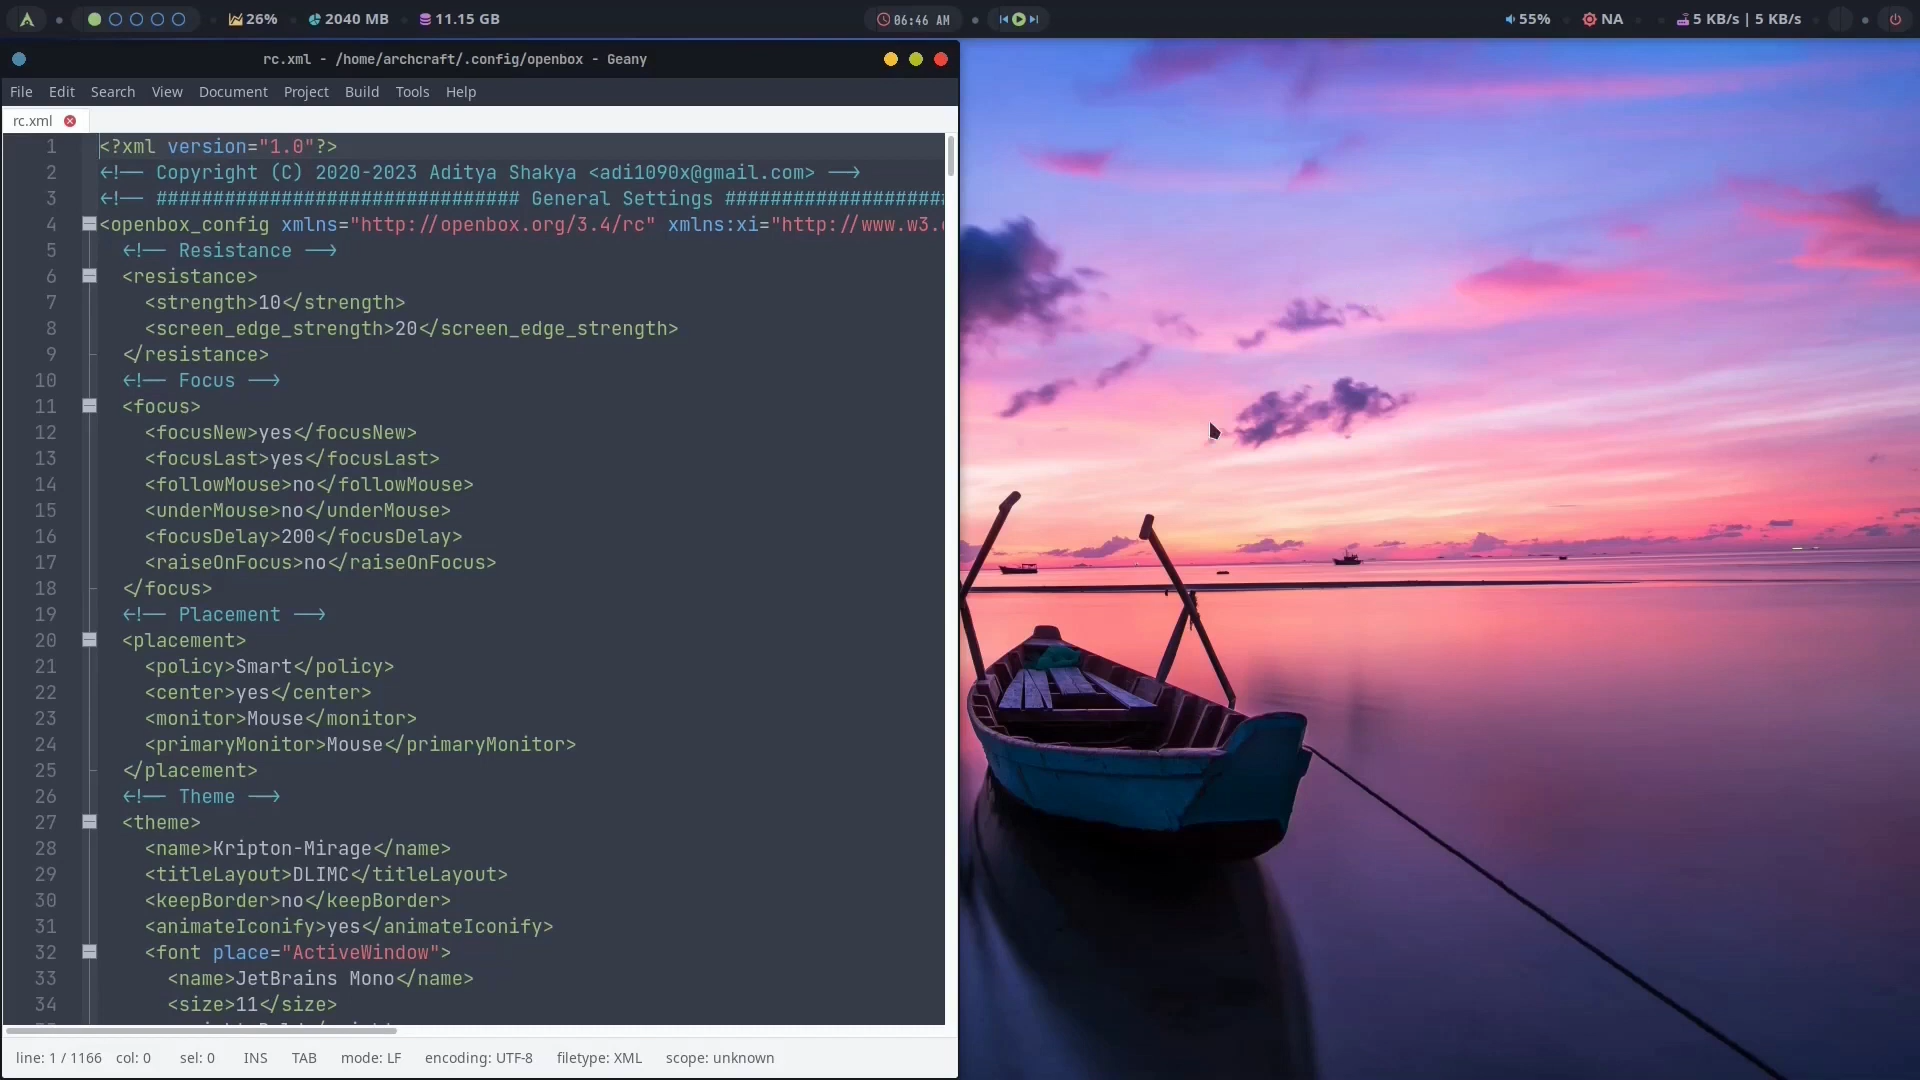 26% 2040 MB 11.15 GB 06:46 AM 55% NA 5 KB/s | 5 KB/s
rc.xml - /home/archcraft/.config/openbox - Geany
File Edit Search View Document Project Build Tools Help
rc.xml
1 <?xml version="1.0"?>
2 <!-- Copyright (C) 2020-2023 Aditya Shakya <adi1090x@gmail.com> -->
3 <!-- ################################ General Settings ####################
4 <openbox_config xmlns="http://openbox.org/3.4/rc" xmlns:xi="http://www.w3.
5 <!-- Resistance -->
6 <resistance>
7 <strength>10</strength>
8 <screen_edge_strength>20</screen_edge_strength>
9 </resistance>
10 <!-- Focus -->
11 <focus>
12 <focusNew>yes</focusNew>
13 <focusLast>yes</focusLast>
14 <followMouse>no</followMouse>
15 <underMouse>no</underMouse>
16 <focusDelay>200</focusDelay>
17 <raiseOnFocus>no</raiseOnFocus>
18 </focus>
19 <!-- Placement -->
20 <placement>
21 <policy>Smart</policy>
22 <center>yes</center>
23 <monitor>Mouse</monitor>
24 <primaryMonitor>Mouse</primaryMonitor>
25 </placement>
26 <!-- Theme -->
27 <theme>
28 <name>Kripton-Mirage</name>
29 <titleLayout>DLIMC</titleLayout>
30 <keepBorder>no</keepBorder>
31 <animateIconify>yes</animateIconify>
32 <font place="ActiveWindow">
33 <name>JetBrains Mono</name>
34 <size>11</size>
line: 1 / 1166 col: 0 sel: 0 INS TAB mode: LF encoding: UTF-8 filetype: XML scope: unknown